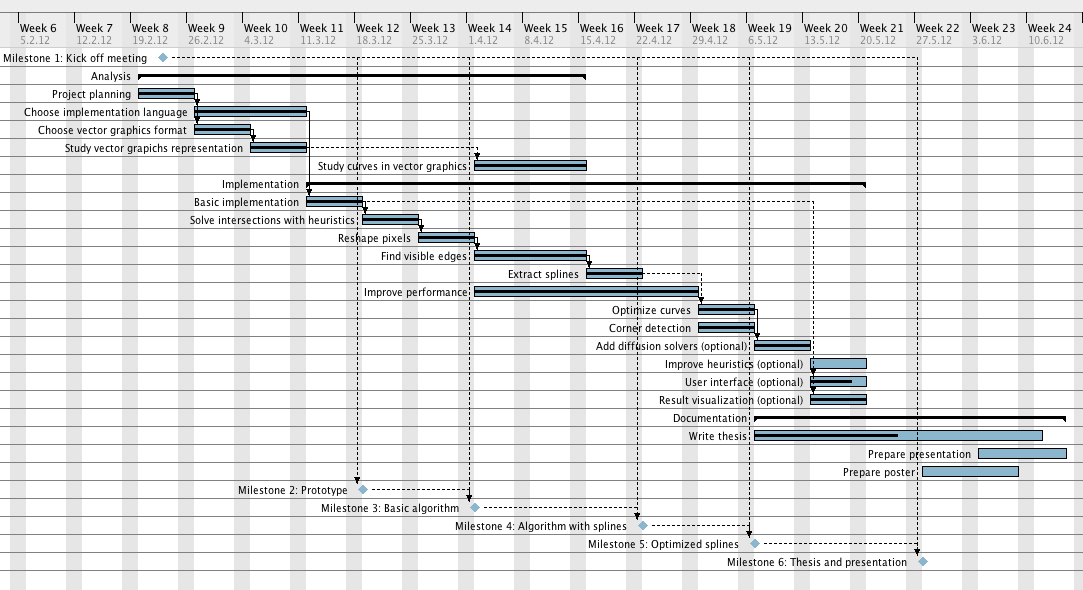 Week 6 Week 7 Week 8 Week 9 Week 10 Week 11 Week 12 Week 13 Week 14 Week 15 Week 16 Week 17 Week 18 Week 19 Week 20 Week 21 Week 22 Week 23 Week 24
5.2.12 12.2.12 19.2.12 26.2.12 4.3.12 11.3.12 18.3.12 25.3.12 1.4.12 8.4.12 15.4.12 22.4.12 29.4.12 6.5.12 13.5.12 20.5.12 27.5.12 3.6.12 10.6.12
Milestone 1: Kick off meeting
Analysis
Project planning
Choose implementation language
Choose vector graphics format
Study vector grapichs representation
Study curves in vector graphics
Implementation
Basic implementation
Solve intersections with heuristics
Reshape pixels
Find visible edges
Extract splines
Improve performance
Optimize curves
Corner detection
Add diffusion solvers (optional)
Improve heuristics (optional)
User interface (optional)
Result visualization (optional)
Documentation
Write thesis
Prepare presentation
Prepare poster
Milestone 2: Prototype
Milestone 3: Basic algorithm
Milestone 4: Algorithm with splines
Milestone 5: Optimized splines
Milestone 6: Thesis and presentation